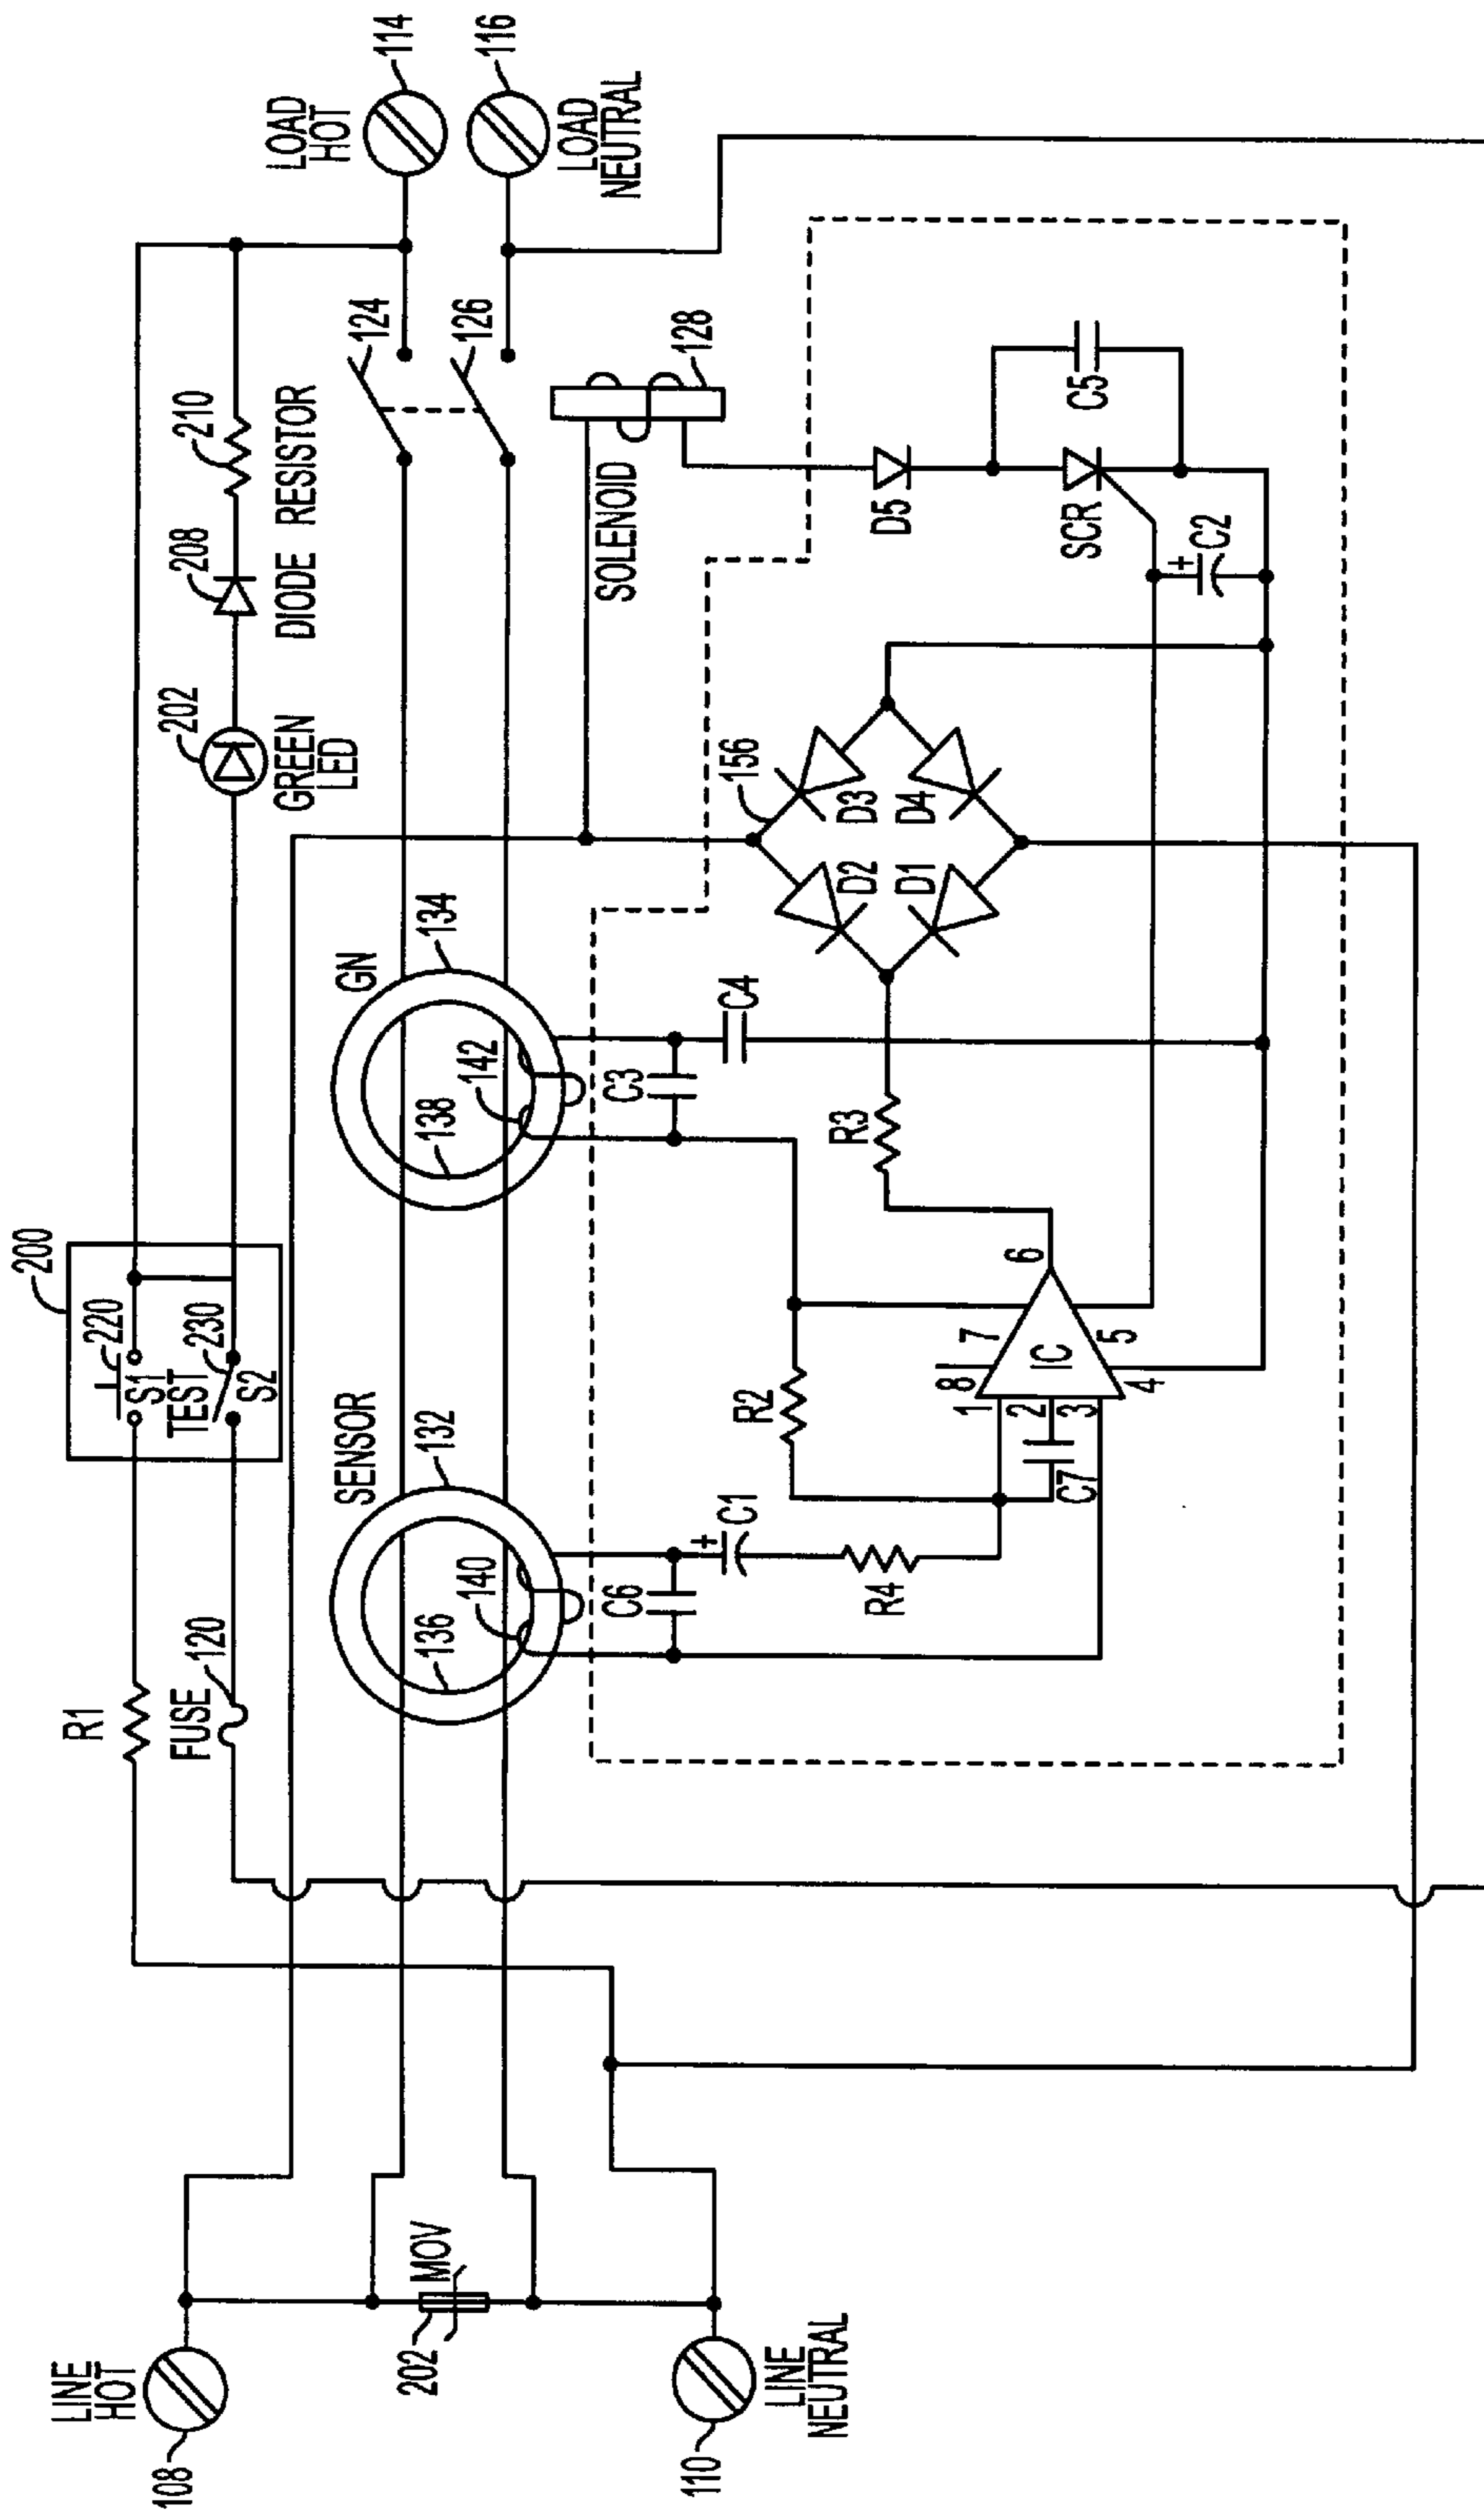 200
220
S1
TEST
230
S2
R1
FUSE
120
202
GREEN
LED
208
DIODE
210
RESISTOR
LOAD
HOT
114
116
LOAD
NEUTRAL
124
126
SENSOR
132
136
140
GN
134
138
142
SOLENOID
128
LINE
HOT
108
202
MOV
110
LINE
NEUTRAL
C6
+
C1
R4
R2
C3
C4
R3
156
D2
D3
D1
D4
D5
SCR
C5
+
C2
C7
IC
1
2
3
4
5
6
7
8